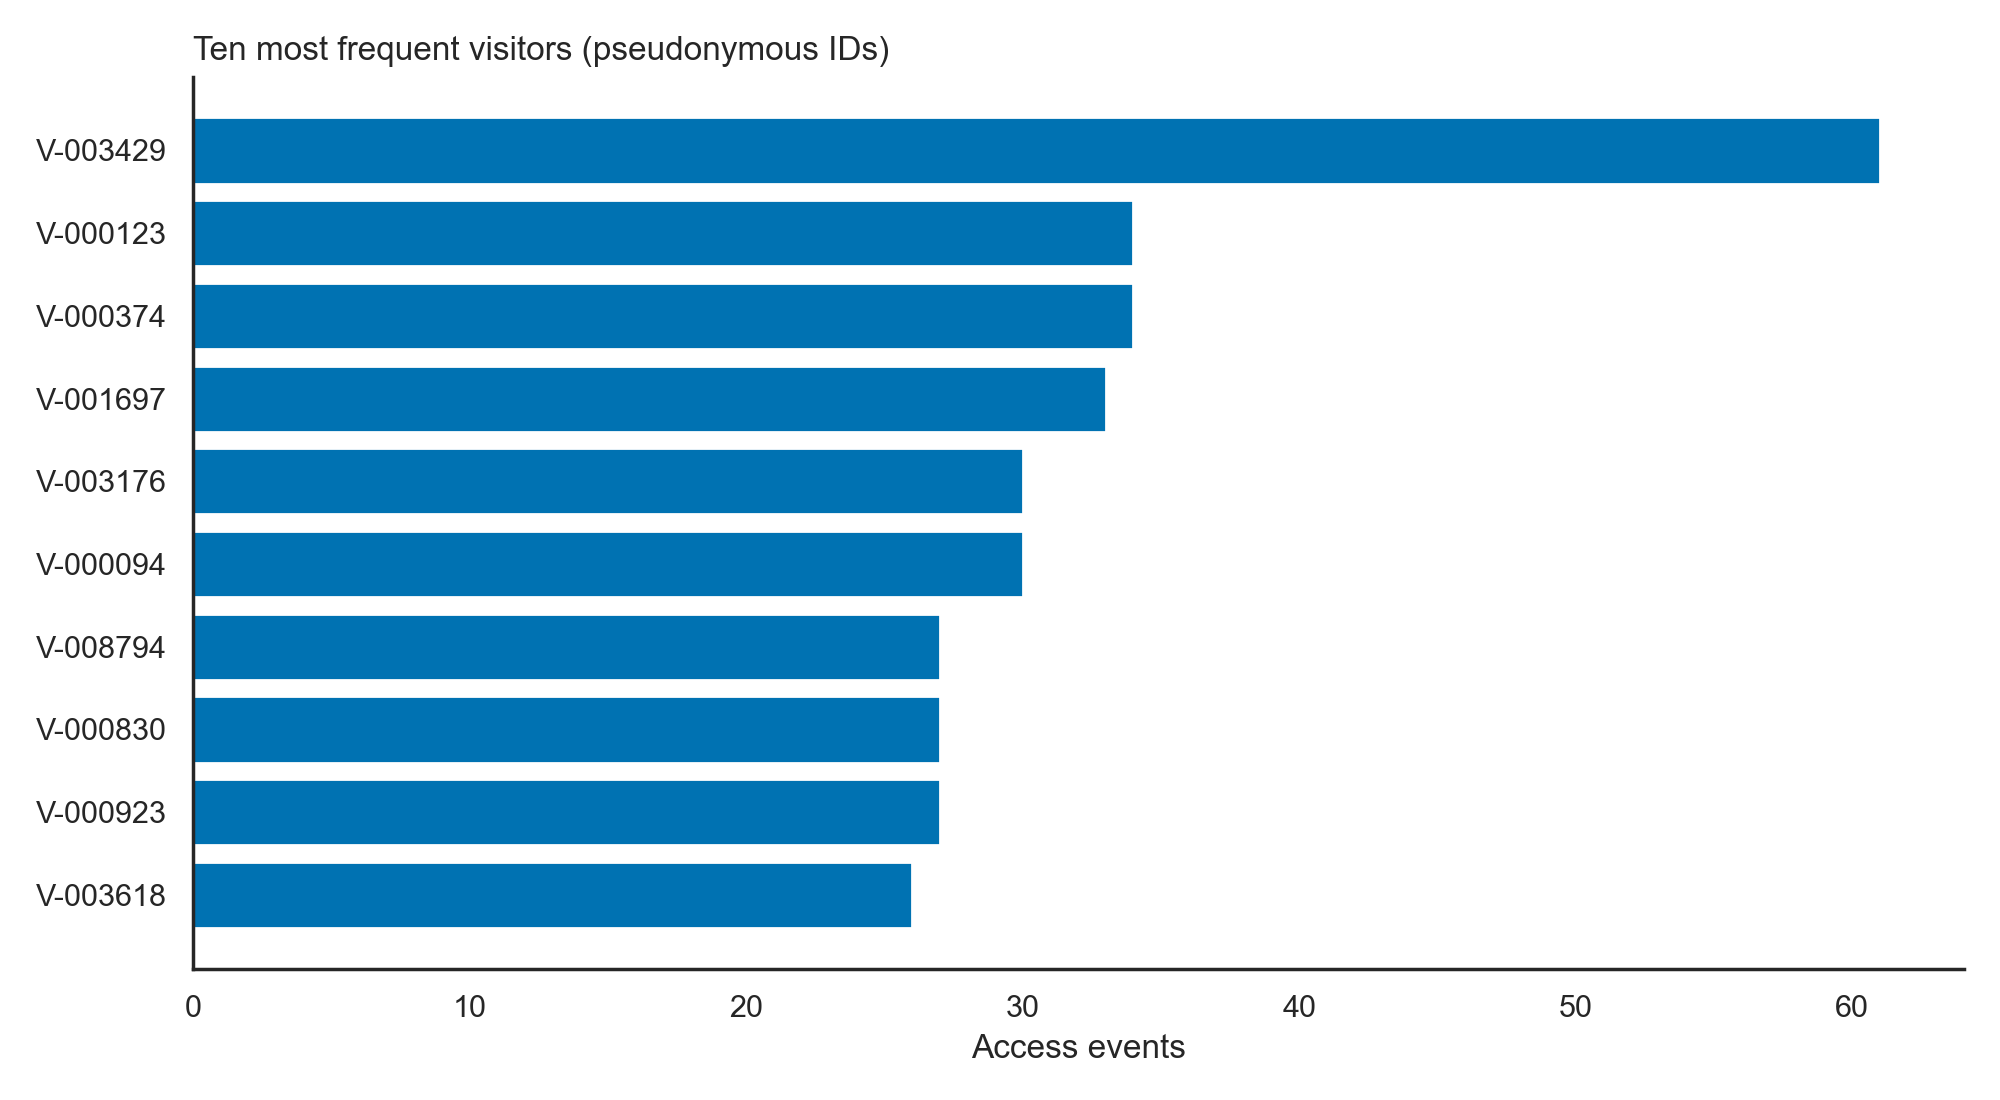 Ten most frequent visitors (pseudonymous IDs)
V-003429
V-000123
V-000374
V-001697
V-003176
V-000094
V-008794
V-000830
V-000923
V-003618
0 10 20 30 40 50 60
Access events